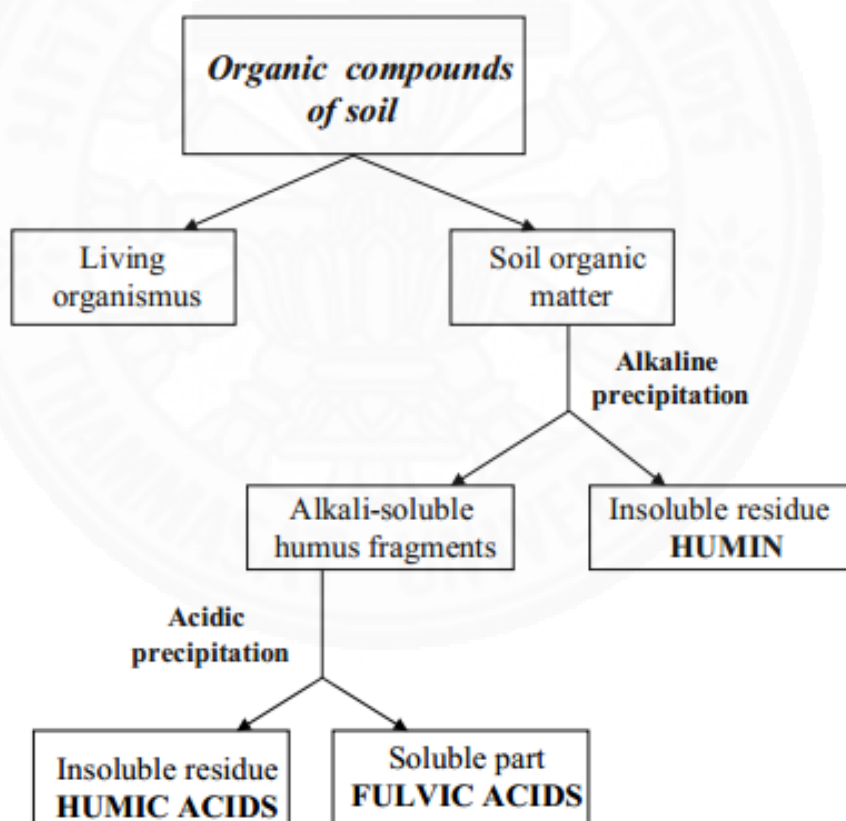 Organic compounds
of soil
Living
organismus
Soil organic
matter
Alkaline
precipitation
Alkali-soluble
humus fragments
Insoluble residue
HUMIN
Acidic
precipitation
Insoluble residue
HUMIC ACIDS
Soluble part
FULVIC ACIDS